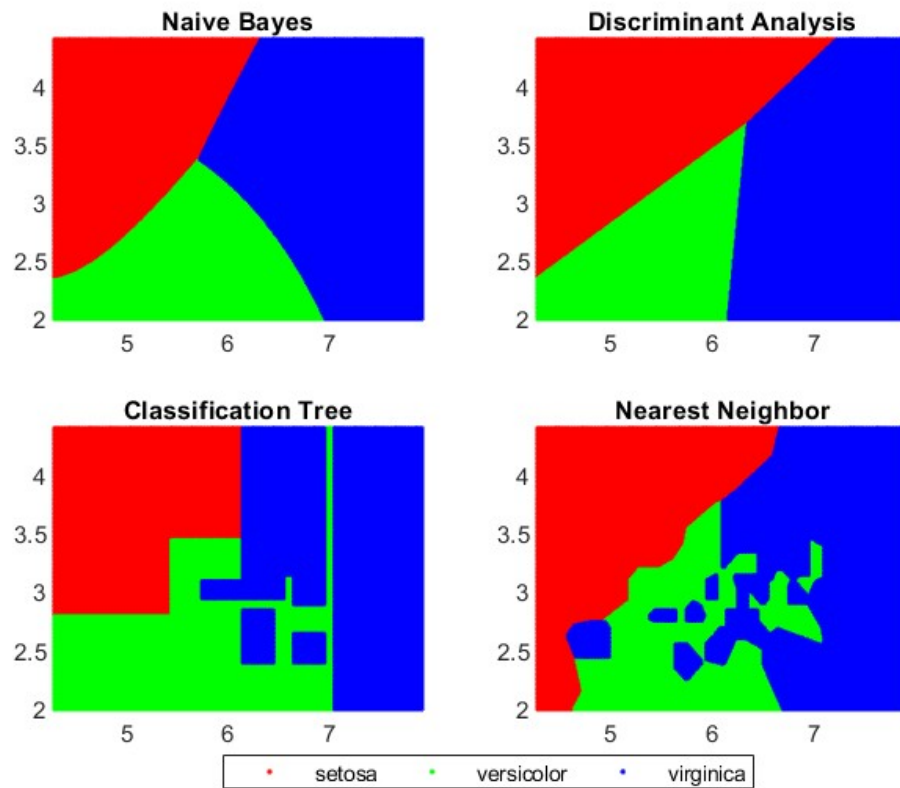 Naive Bayes
4
3.5
3
2.5
2
5 6 7
Discriminant Analysis
4
3.5
3
2.5
2
5 6 7
Classification Tree
4
3.5
3
2.5
2
5 6 7
Nearest Neighbor
4
3.5
3
2.5
2
5 6 7
setosa versicolor virginica